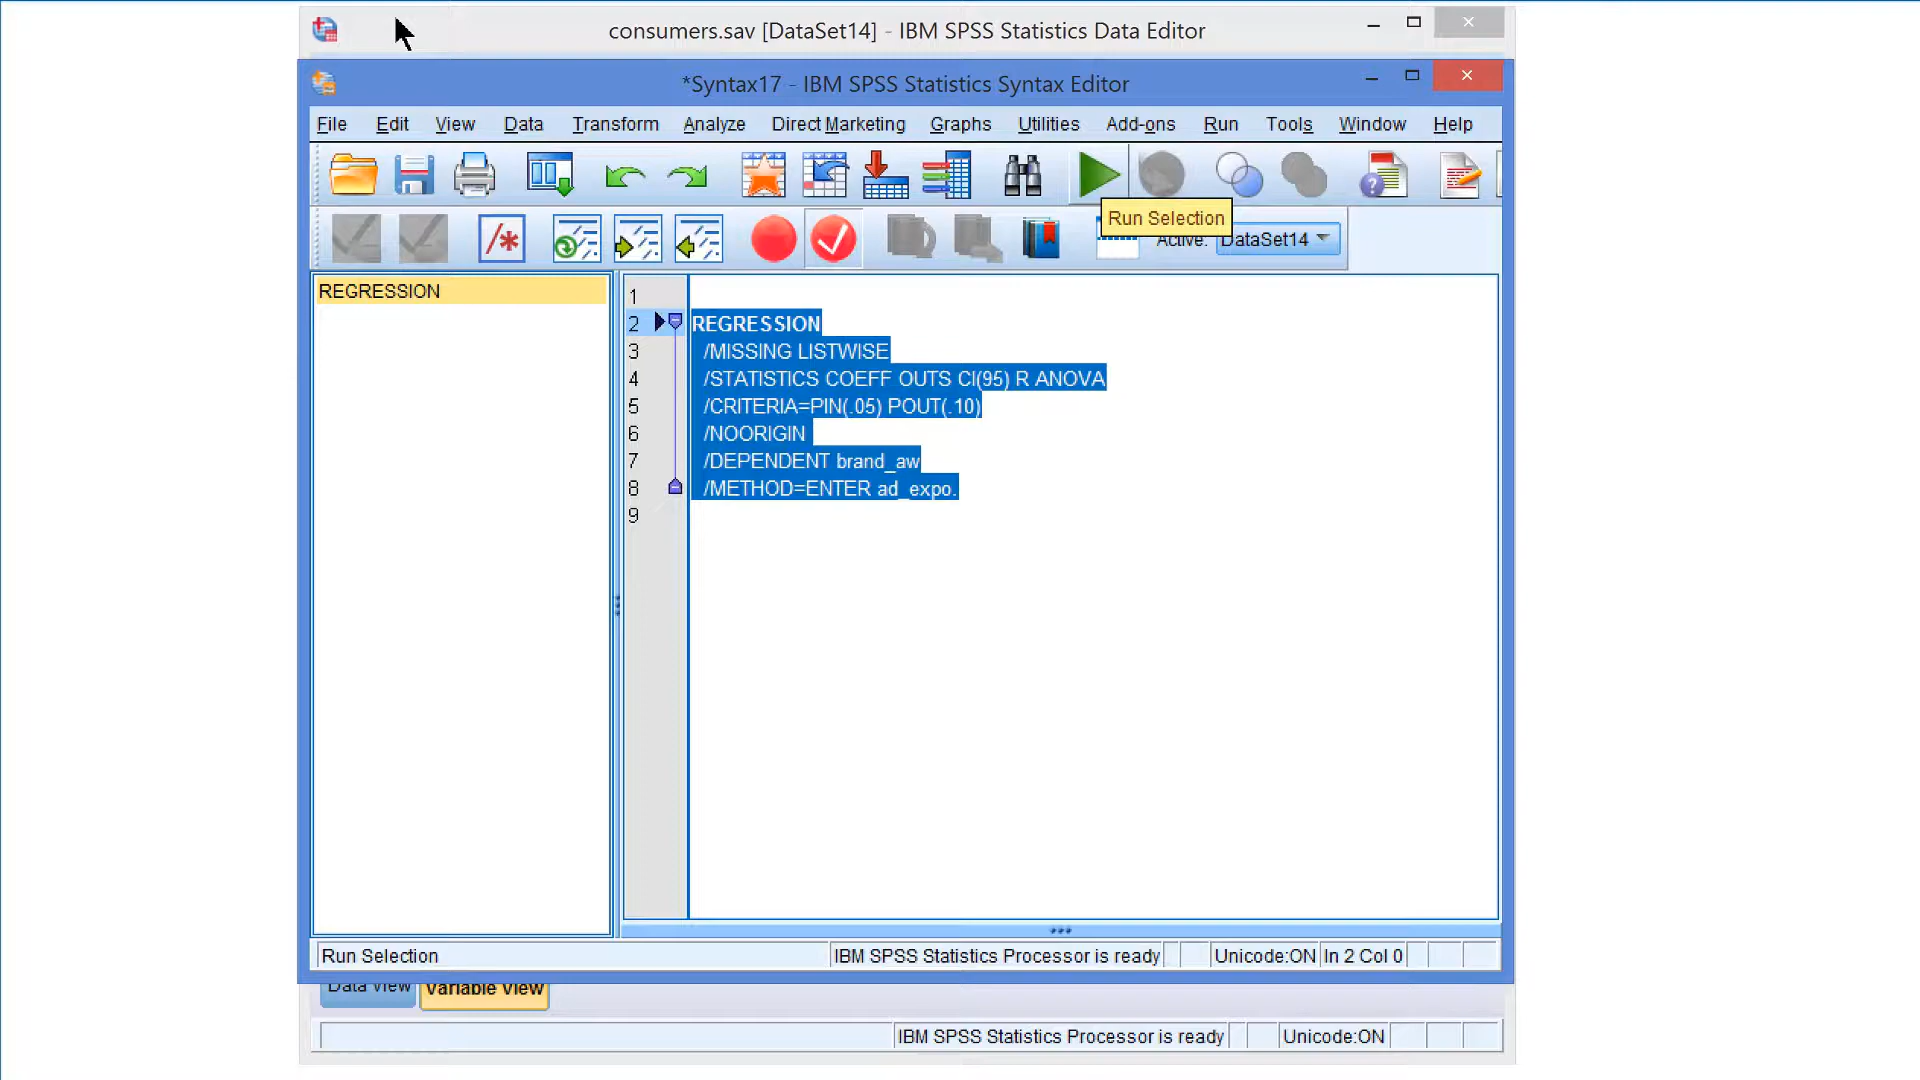 consumers.sav [DataSet14] - IBM SPSS Statistics Data Editor
*Syntax17 - IBM SPSS Statistics Syntax Editor
File Edit View Data Transform Analyze Direct Marketing Graphs Utilities Add-ons Run Tools Window Help
Run Selection
Active: DataSet14
REGRESSION
1
2 REGRESSION
3 /MISSING LISTWISE
4 /STATISTICS COEFF OUTS CI(95) R ANOVA
5 /CRITERIA=PIN(.05) POUT(.10)
6 /NOORIGIN
7 /DEPENDENT brand_aw
8 /METHOD=ENTER ad_expo.
9
Run Selection IBM SPSS Statistics Processor is ready Unicode:ON In 2 Col 0
Data View Variable View
IBM SPSS Statistics Processor is ready Unicode:ON